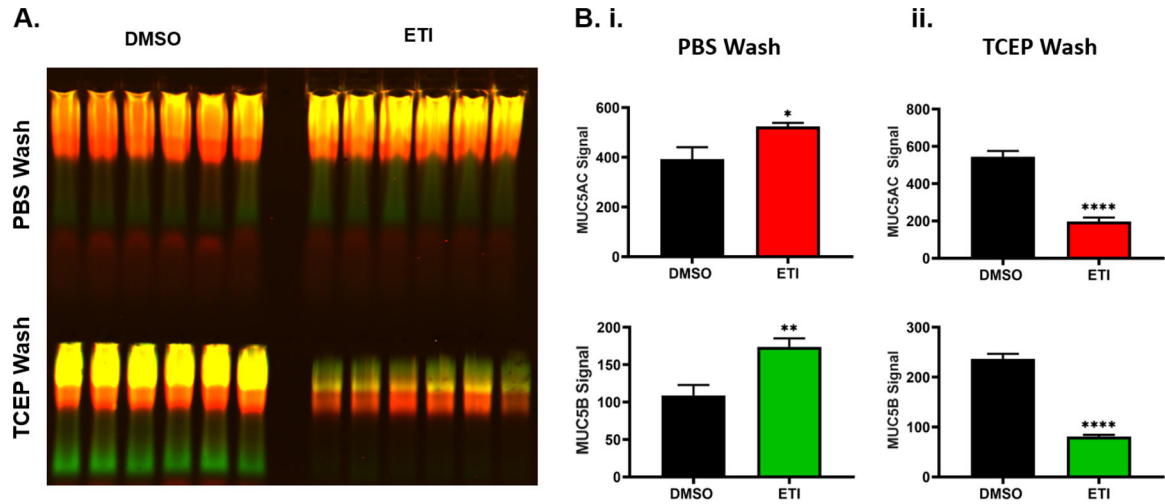 A.
DMSO
ETI
PBS Wash
TCEP Wash
B. i.
PBS Wash
MUC5AC Signal
600
400
200
0
*
DMSO
ETI
MUC5B Signal
200
150
100
50
0
**
DMSO
ETI
ii.
TCEP Wash
MUC5AC Signal
800
600
400
200
0
****
DMSO
ETI
MUC5B Signal
300
200
100
0
****
DMSO
ETI